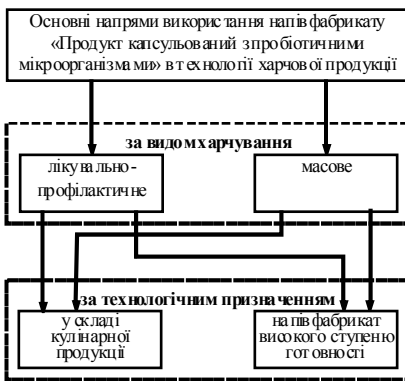 Основні напрями використання напівфабрикату
«Продукт капсульований з пробіотичними
мікроорганізмами» в технології харчової продукції
за видом харчування
лікувально-
профілактичне
масове
за технологічним призначенням
у складі
кулінарної
продукції
напівфабрикат
високого ступеню
готовності